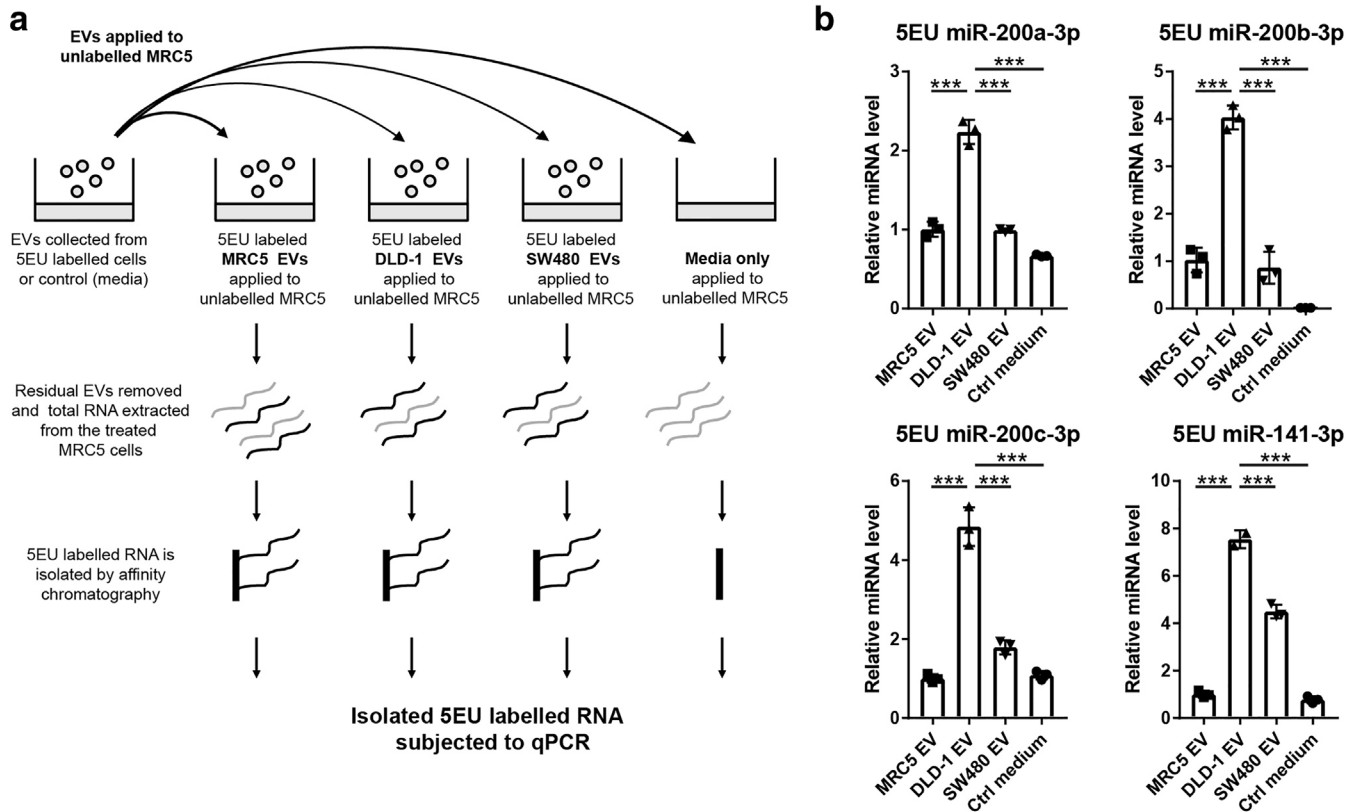 a
EVs applied to
unlabelled MRC5
EVs collected from
5EU labelled cells
or control (media)
5EU labeled
MRC5 EVs
applied to
unlabelled MRC5
5EU labeled
DLD-1 EVs
applied to
unlabelled MRC5
5EU labeled
SW480 EVs
applied to
unlabelled MRC5
Media only
applied to
unlabelled MRC5
Residual EVs removed
and total RNA extracted
from the treated
MRC5 cells
5EU labelled RNA is
isolated by affinity
chromatography
Isolated 5EU labelled RNA
subjected to qPCR
b
5EU miR-200a-3p
***
*** ***
Relative miRNA level
3
2
1
0
MRC5 EV
DLD-1 EV
SW480 EV
Ctrl medium
5EU miR-200b-3p
***
*** ***
Relative miRNA level
5
4
3
2
1
0
MRC5 EV
DLD-1 EV
SW480 EV
Ctrl medium
5EU miR-200c-3p
***
*** ***
Relative miRNA level
6
4
2
0
MRC5 EV
DLD-1 EV
SW480 EV
Ctrl medium
5EU miR-141-3p
***
*** ***
Relative miRNA level
10
8
6
4
2
0
MRC5 EV
DLD-1 EV
SW480 EV
Ctrl medium